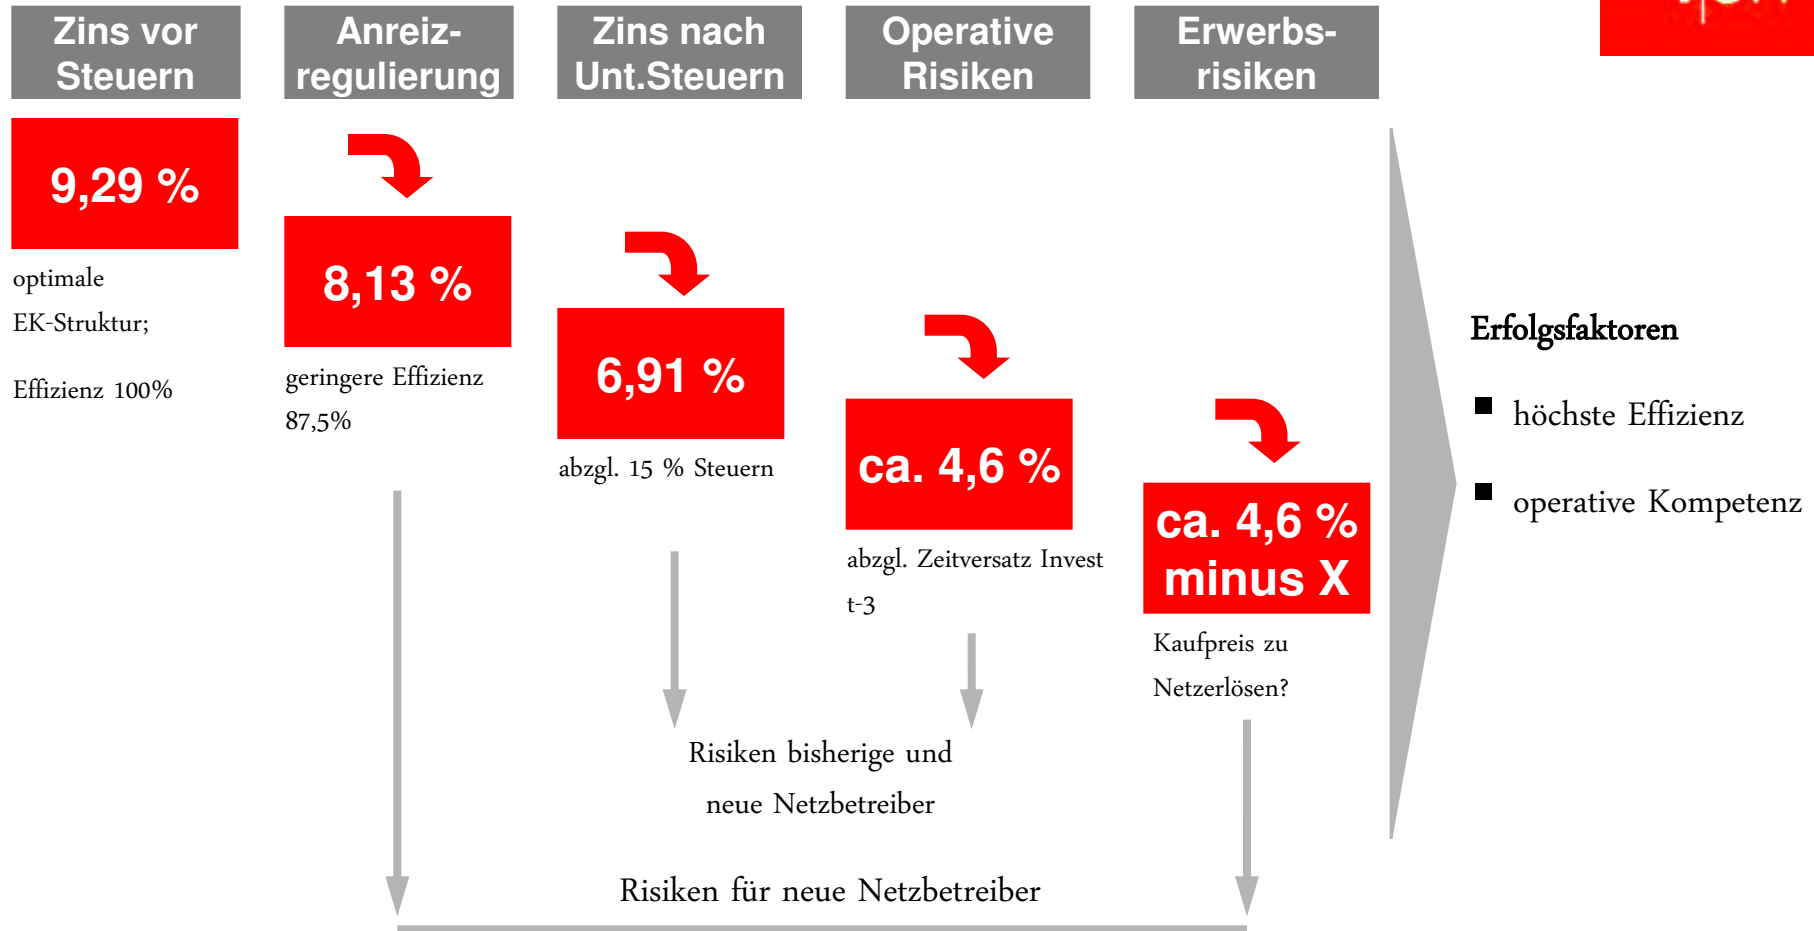 Zins vor
Steuern
Anreiz-
regulierung
Zins nach
Unt.Steuern
Operative
Risiken
Erwerbs-
risiken
9,29 %
optimale
EK-Struktur;
Effizienz 100%
8,13 %
geringere Effizienz
87,5%
6,91 %
abzgl. 15 % Steuern
ca. 4,6 %
abzgl. Zeitversatz Invest
t-3
ca. 4,6 %
minus X
Kaufpreis zu
Netzerlösen?
Erfolgsfaktoren
■ höchste Effizienz
■ operative Kompetenz
Risiken bisherige und
neue Netzbetreiber
Risiken für neue Netzbetreiber